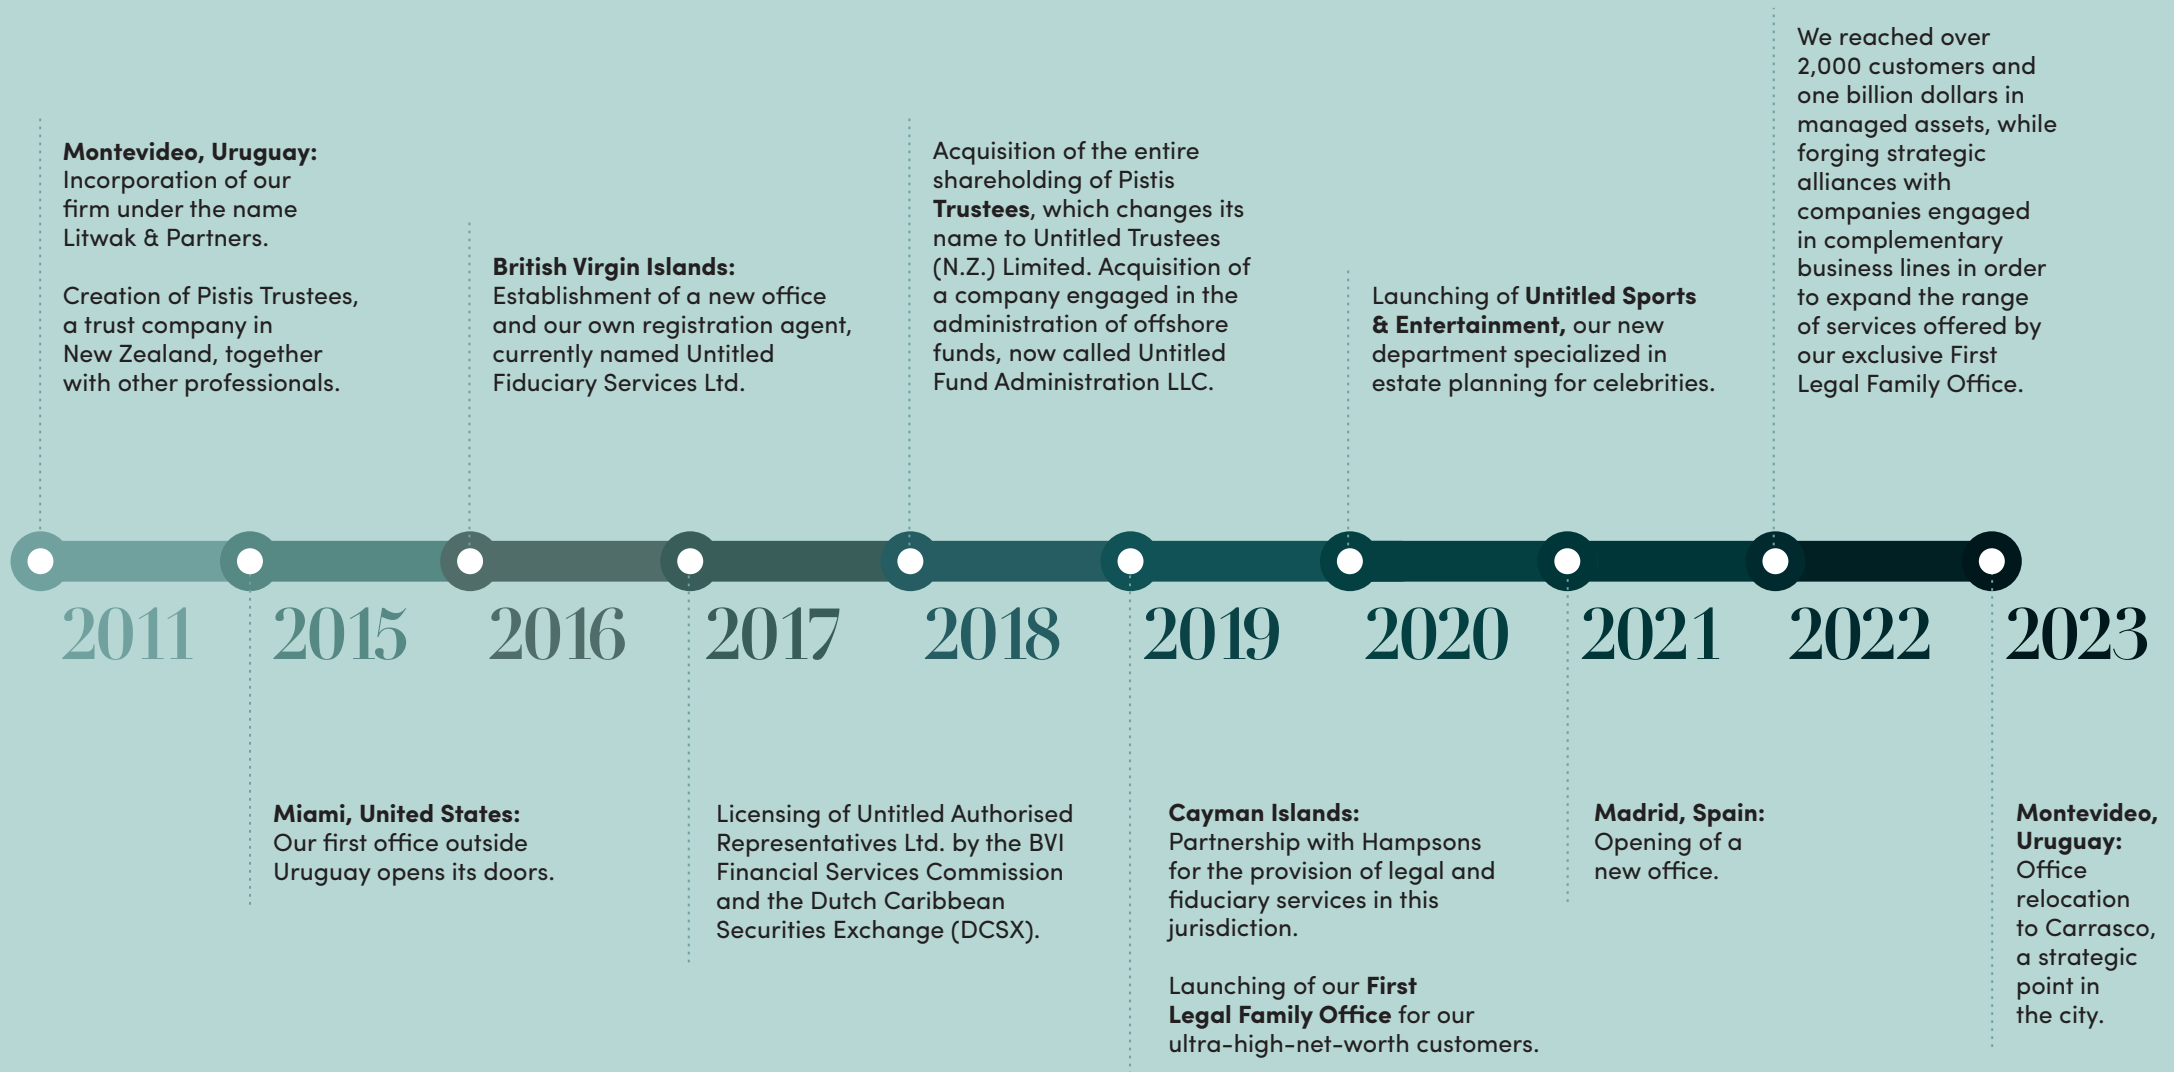 Montevideo, Uruguay:
Incorporation of our
firm under the name
Litwak & Partners.
Creation of Pistis Trustees,
a trust company in
New Zealand, together
with other professionals.
British Virgin Islands:
Establishment of a new office
and our own registration agent,
currently named Untitled
Fiduciary Services Ltd.
Acquisition of the entire
shareholding of Pistis
Trustees, which changes its
name to Untitled Trustees
(N.Z.) Limited. Acquisition of
a company engaged in the
administration of offshore
funds, now called Untitled
Fund Administration LLC.
Launching of Untitled Sports
& Entertainment, our new
department specialized in
estate planning for celebrities.
We reached over
2,000 customers and
one billion dollars in
managed assets, while
forging strategic
alliances with
companies engaged
in complementary
business lines in order
to expand the range
of services offered by
our exclusive First
Legal Family Office.
2011
2015
2016
2017
2018
2019
2020
2021
2022
2023
Miami, United States:
Our first office outside
Uruguay opens its doors.
Licensing of Untitled Authorised
Representatives Ltd. by the BVI
Financial Services Commission
and the Dutch Caribbean
Securities Exchange (DCSX).
Cayman Islands:
Partnership with Hampsons
for the provision of legal and
fiduciary services in this
jurisdiction.
Launching of our First
Legal Family Office for our
ultra-high-net-worth customers.
Madrid, Spain:
Opening of a
new office.
Montevideo,
Uruguay:
Office
relocation
to Carrasco,
a strategic
point in
the city.